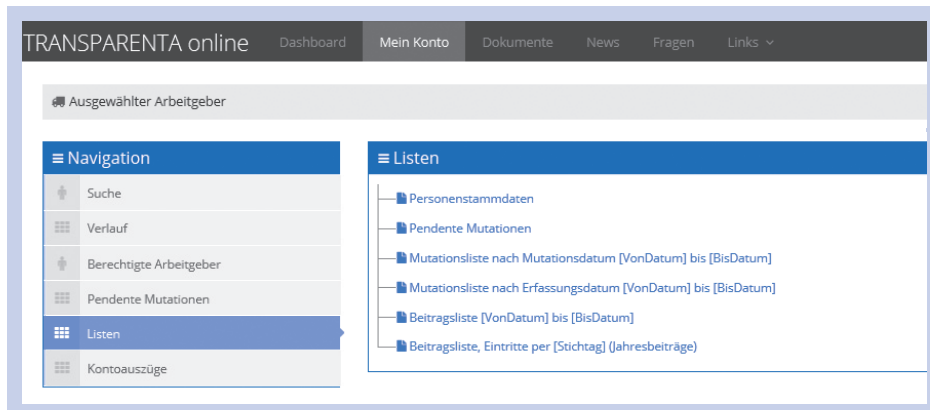 TRANSPARENTA online Dashboard Mein Konto Dokumente News Fragen Links
Ausgewählter Arbeitgeber
Navigation
Suche
Verlauf
Berechtigte Arbeitgeber
Pendente Mutationen
Listen
Kontoauszüge
Listen
Personenstammdaten
Pendente Mutationen
Mutationsliste nach Mutationsdatum [VonDatum] bis [BisDatum]
Mutationsliste nach Erfassungsdatum [VonDatum] bis [BisDatum]
Beitragsliste [VonDatum] bis [BisDatum]
Beitragsliste, Eintritte per [Stichtag] (Jahresbeiträge)